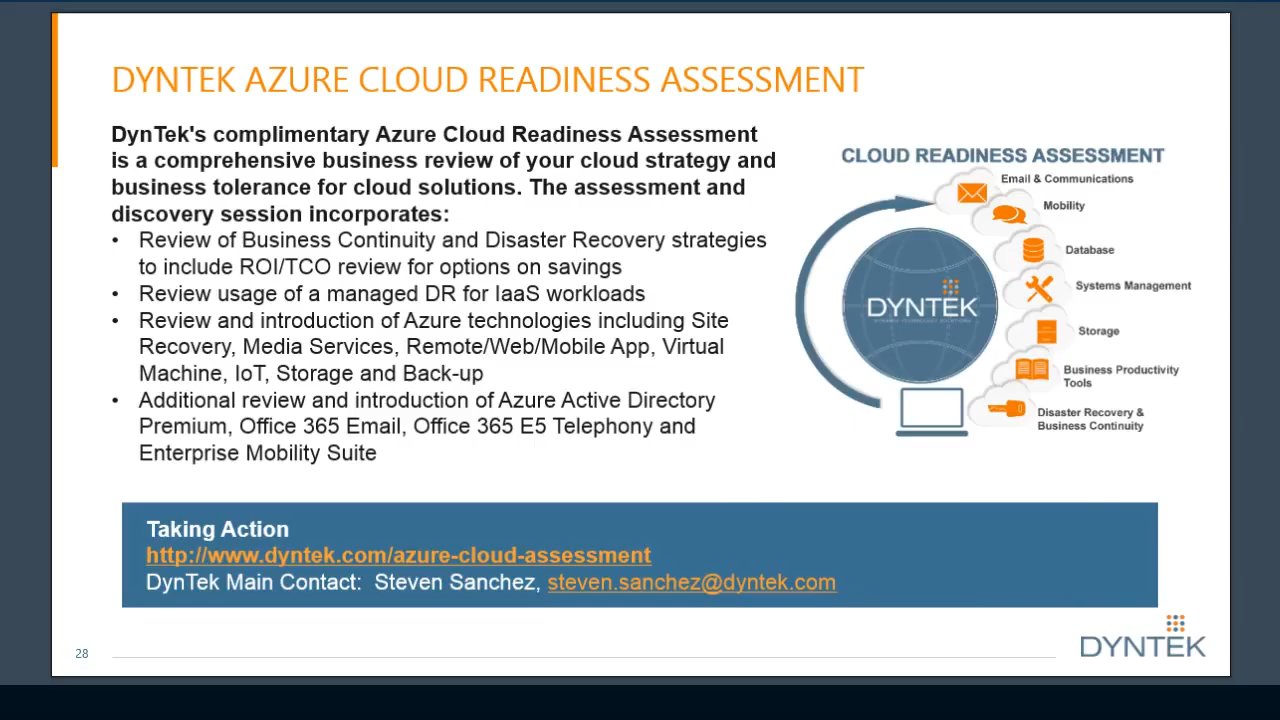 DYNTEK AZURE CLOUD READINESS ASSESSMENT
DynTek's complimentary Azure Cloud Readiness Assessment
is a comprehensive business review of your cloud strategy and
business tolerance for cloud solutions. The assessment and
discovery session incorporates:
• Review of Business Continuity and Disaster Recovery strategies
to include ROI/TCO review for options on savings
• Review usage of a managed DR for IaaS workloads
• Review and introduction of Azure technologies including Site
Recovery, Media Services, Remote/Web/Mobile App, Virtual
Machine, IoT, Storage and Back-up
• Additional review and introduction of Azure Active Directory
Premium, Office 365 Email, Office 365 E5 Telephony and
Enterprise Mobility Suite
CLOUD READINESS ASSESSMENT
Email & Communications
Mobility
Database
Systems Management
Storage
Business Productivity
Tools
Disaster Recovery &
Business Continuity
DYNTEK
Taking Action
http://www.dyntek.com/azure-cloud-assessment
DynTek Main Contact: Steven Sanchez, steven.sanchez@dyntek.com
28
DYNTEK